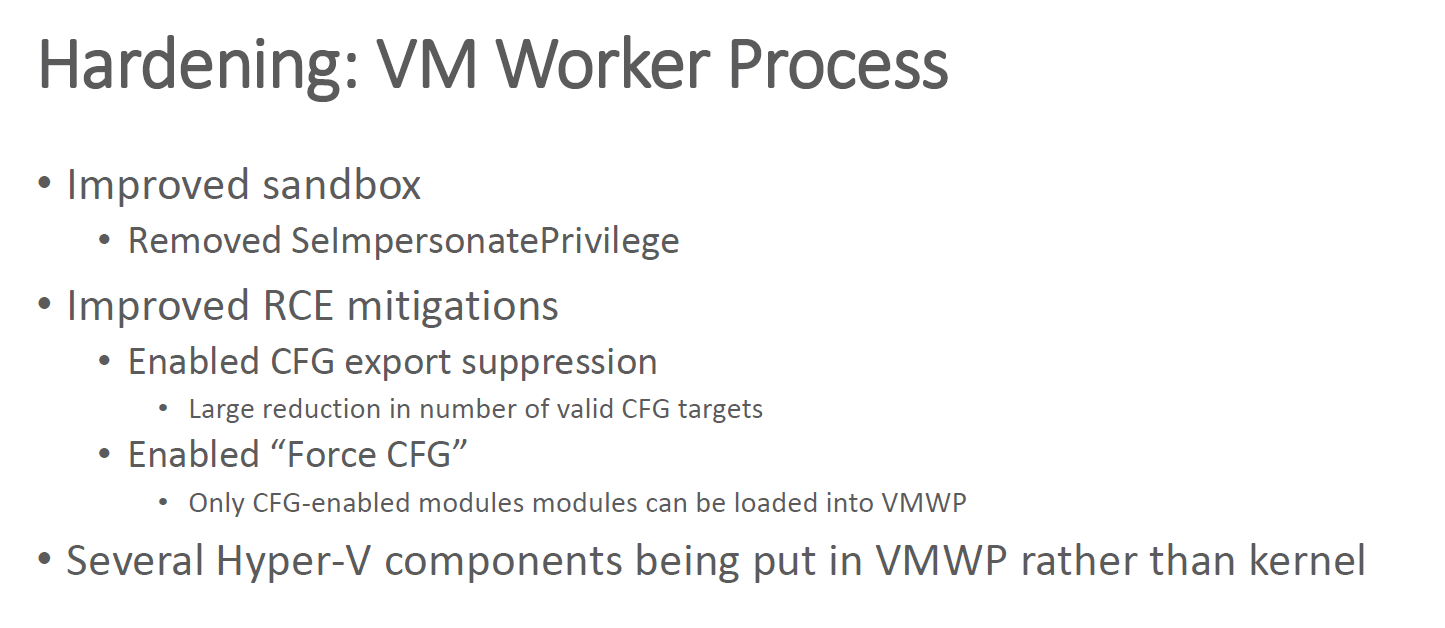 Hardening: VM Worker Process
• Improved sandbox
• Removed SeImpersonatePrivilege
• Improved RCE mitigations
• Enabled CFG export suppression
• Large reduction in number of valid CFG targets
• Enabled “Force CFG”
• Only CFG-enabled modules modules can be loaded into VMWP
• Several Hyper-V components being put in VMWP rather than kernel